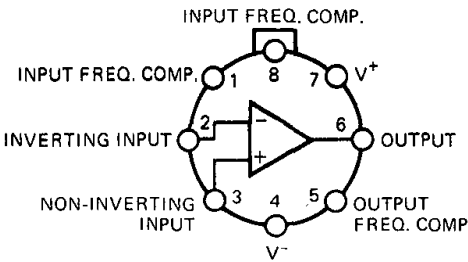 INPUT FREQ. COMP.
INPUT FREQ. COMP.
1
8
7
V+
INVERTING INPUT
2
−
6
OUTPUT
+
NON-INVERTING
INPUT
3
4
5
OUTPUT
FREQ. COMP
V−